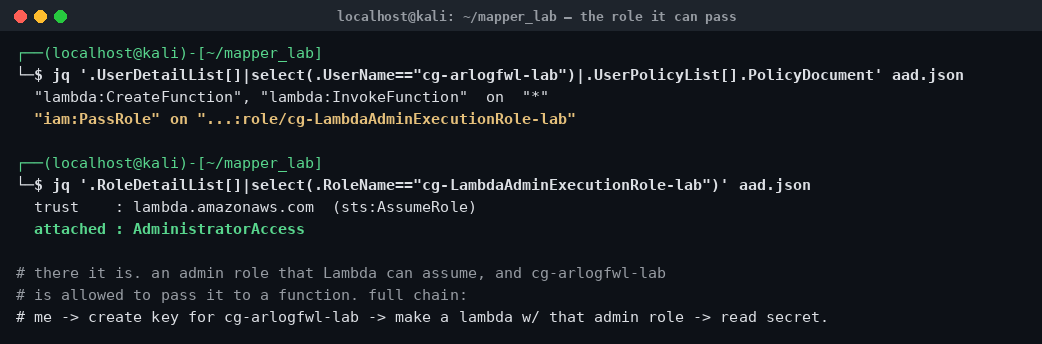 localhost@kali: ~/mapper_lab — the role it can pass
┌──(localhost@kali)-[~/mapper_lab]
└─$ jq '.UserDetailList[]|select(.UserName=="cg-arlogfwl-lab")|.UserPolicyList[].PolicyDocument' aad.json
"lambda:CreateFunction", "lambda:InvokeFunction"  on  "*"
"iam:PassRole" on "...:role/cg-LambdaAdminExecutionRole-lab"
┌──(localhost@kali)-[~/mapper_lab]
└─$ jq '.RoleDetailList[]|select(.RoleName=="cg-LambdaAdminExecutionRole-lab")' aad.json
trust    : lambda.amazonaws.com  (sts:AssumeRole)
attached : AdministratorAccess
# there it is. an admin role that Lambda can assume, and cg-arlogfwl-lab
# is allowed to pass it to a function. full chain:
# me -> create key for cg-arlogfwl-lab -> make a lambda w/ that admin role -> read secret.